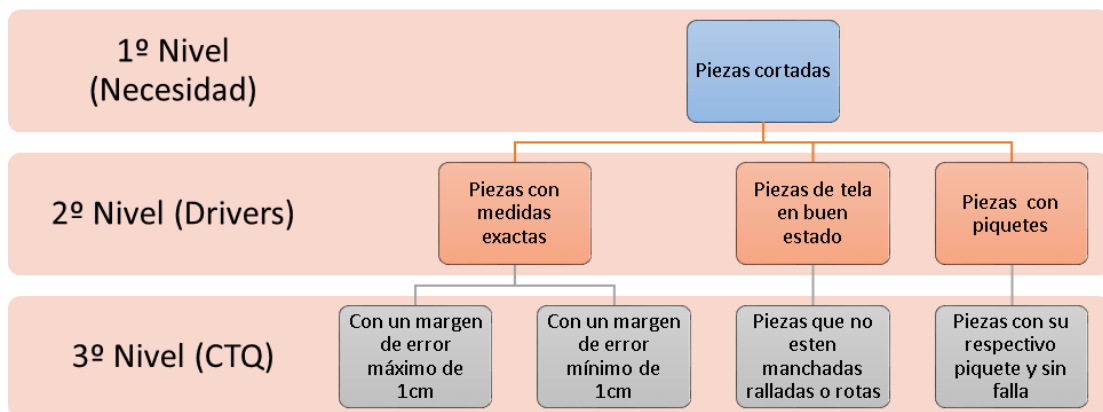 1º Nivel
(Necesidad)
Piezas cortadas
2º Nivel (Drivers)
Piezas con
medidas
exactas
Piezas de tela
en buen
estado
Piezas con
piquetes
3º Nivel (CTQ)
Con un margen
de error
máximo de
1cm
Con un margen
de error
mínimo de
1cm
Piezas que no
esten
manchadas
ralladas o rotas
Piezas con su
respectivo
piquete y sin
falla